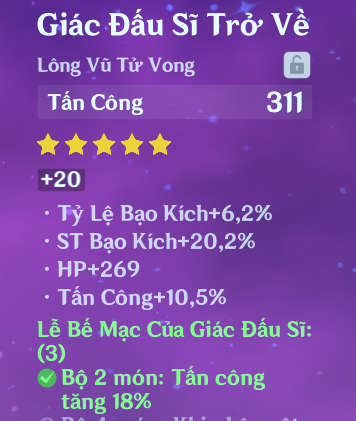 Giác Đấu Sĩ Trở Về
Lông Vũ Tử Vong
Tấn Công 311
+20
· Tỷ Lệ Bạo Kích+6,2%
· ST Bạo Kích+20,2%
· HP+269
· Tấn Công+10,5%
Lễ Bế Mạc Của Giác Đấu Sĩ:
(3)
Bộ 2 món: Tấn công
tăng 18%